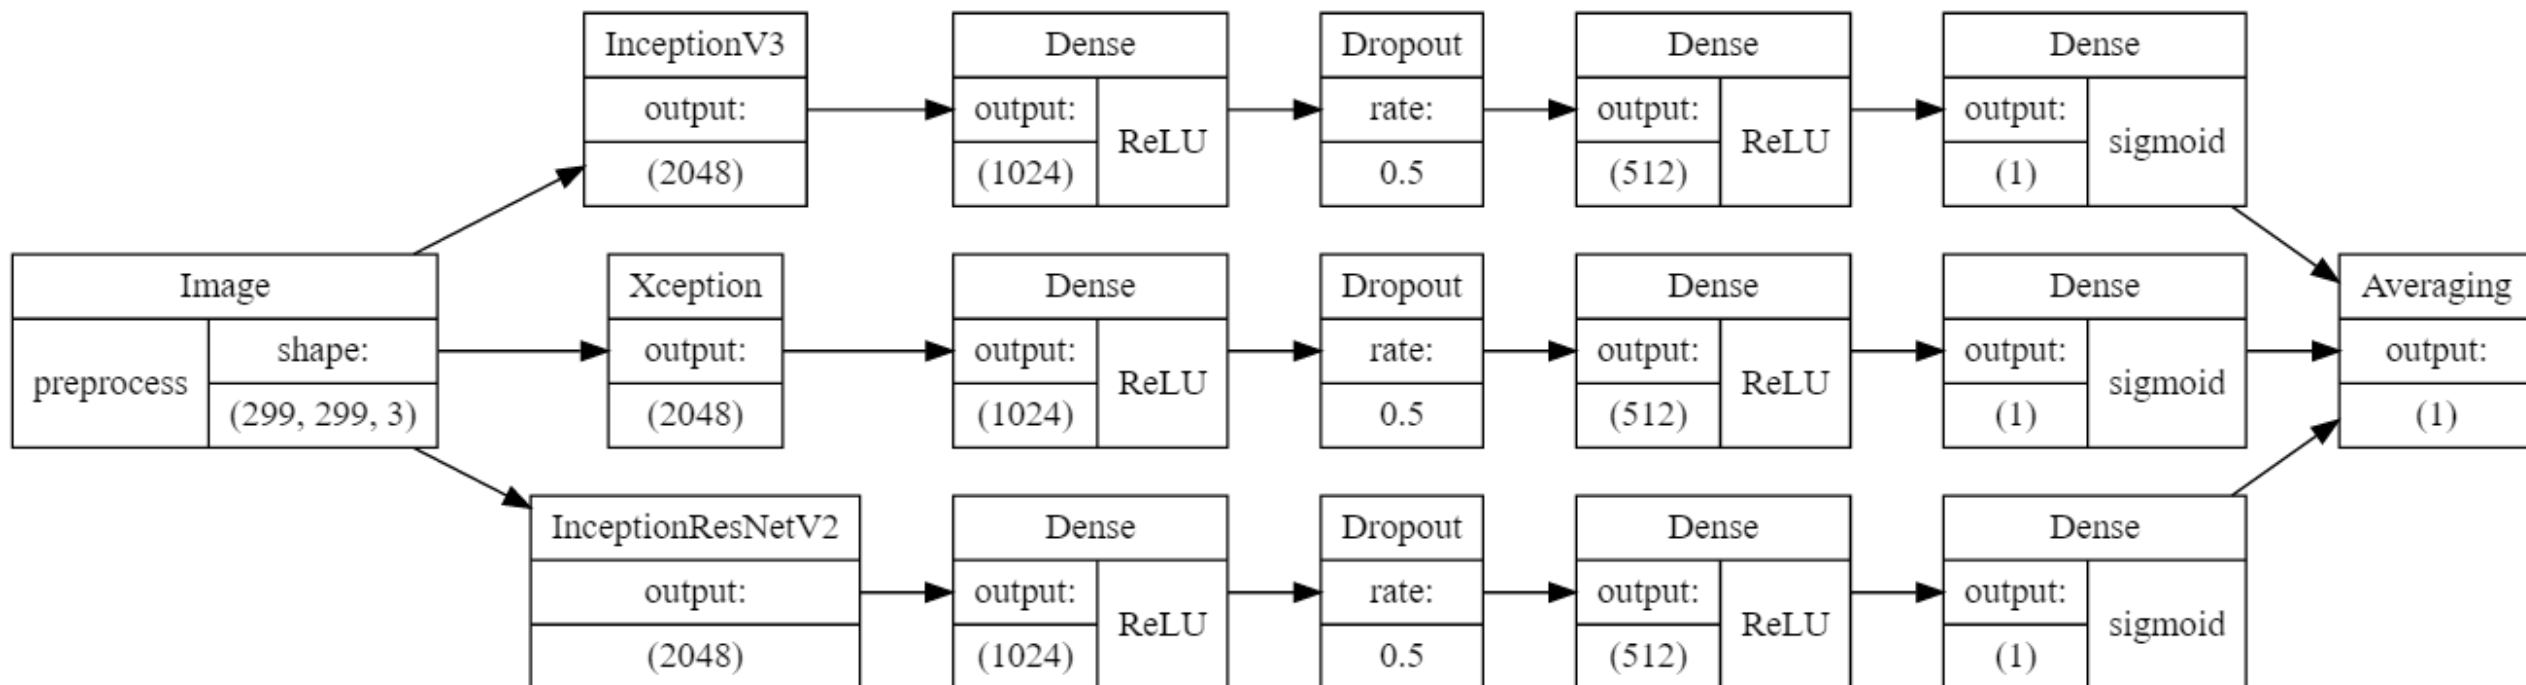 InceptionV3
output:
(2048)
Dense
output:
(1024)
ReLU
Dropout
rate:
0.5
Dense
output:
(512)
ReLU
Dense
output:
(1)
sigmoid
Image
preprocess
shape:
(299, 299, 3)
Xception
output:
(2048)
Dense
output:
(1024)
ReLU
Dropout
rate:
0.5
Dense
output:
(512)
ReLU
Dense
output:
(1)
sigmoid
Averaging
output:
(1)
InceptionResNetV2
output:
(2048)
Dense
output:
(1024)
ReLU
Dropout
rate:
0.5
Dense
output:
(512)
ReLU
Dense
output:
(1)
sigmoid